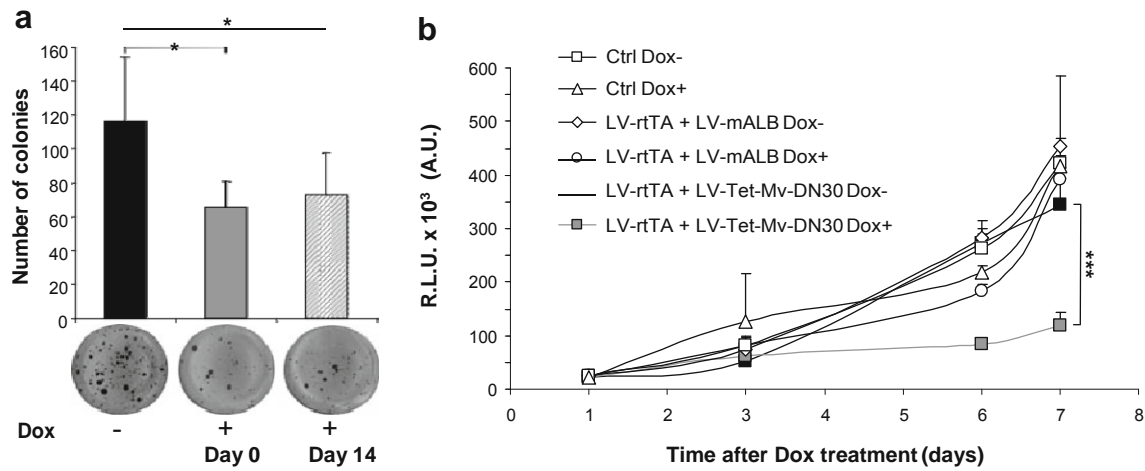 a
*
*
160
140
120
100
80
60
40
20
0
Number of colonies
Dox - + +
Day 0 Day 14
b
Ctrl Dox-
Ctrl Dox+
LV-rtTA + LV-mALB Dox-
LV-rtTA + LV-mALB Dox+
LV-rtTA + LV-Tet-Mv-DN30 Dox-
LV-rtTA + LV-Tet-Mv-DN30 Dox+
600
500
400
300
200
100
0
R.L.U. x 10³ (A.U.)
***
0 1 2 3 4 5 6 7 8
Time after Dox treatment (days)